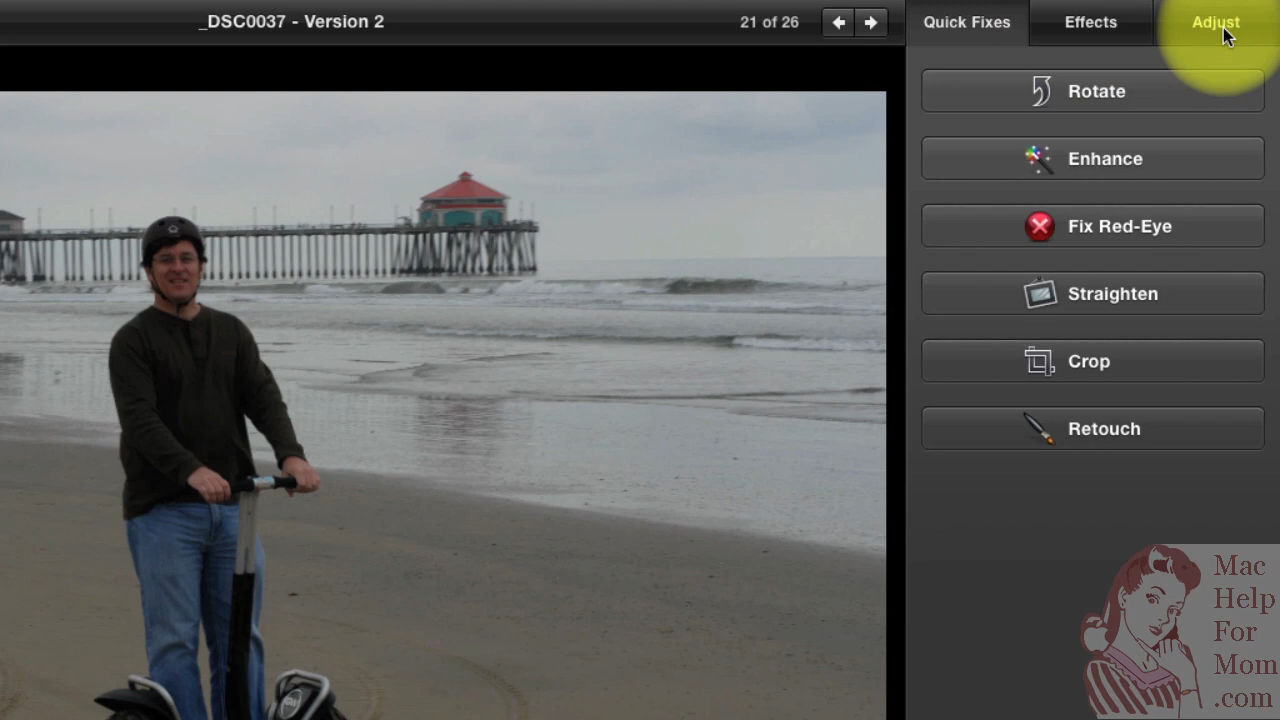 _DSC0037 - Version 2
21 of 26
Quick Fixes
Effects
Adjust
Rotate
Enhance
Fix Red-Eye
Straighten
Crop
Retouch
Mac
Help
For
Mom
.com